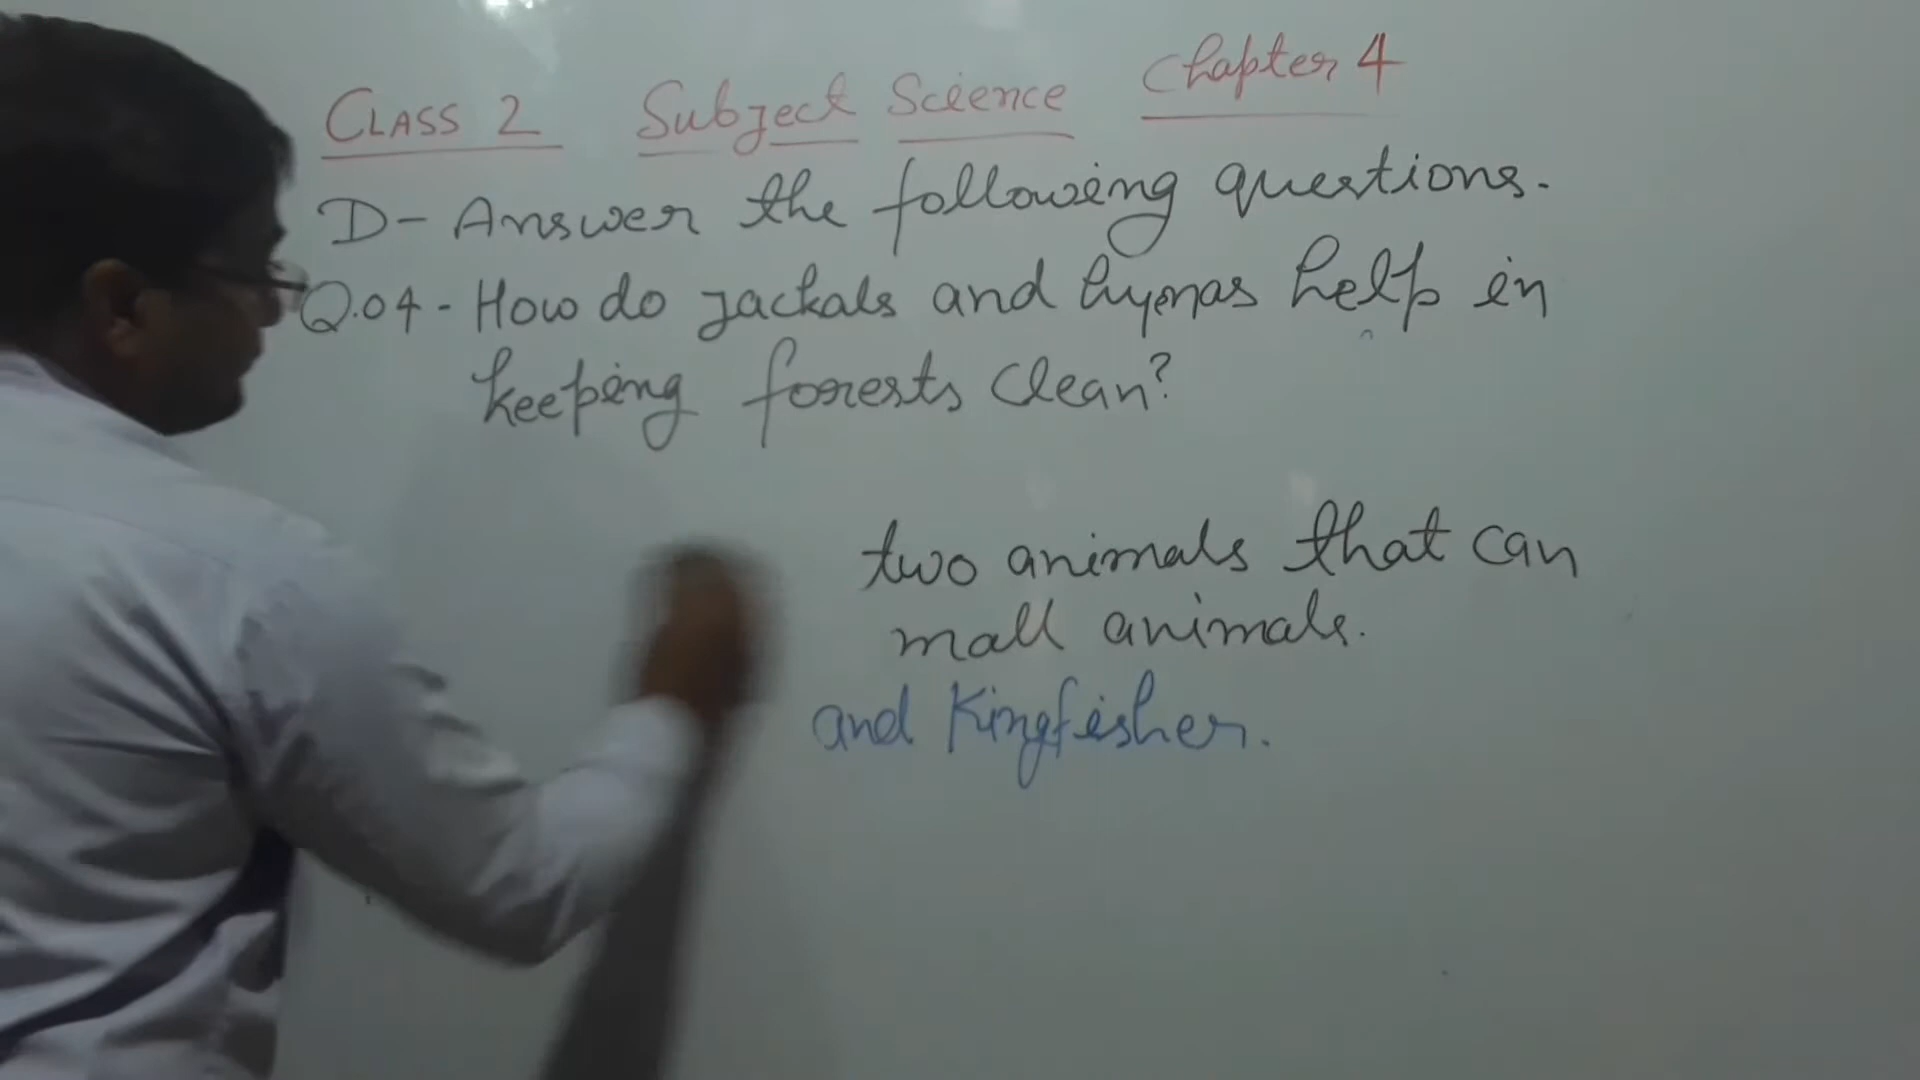 CLASS 2 Subject Science Chapter 4
D- Answer the following questions.
Q.04 - How do jackals and hyenas help in
keeping forests clean?
two animals that can
mall animals.
and Kingfisher.